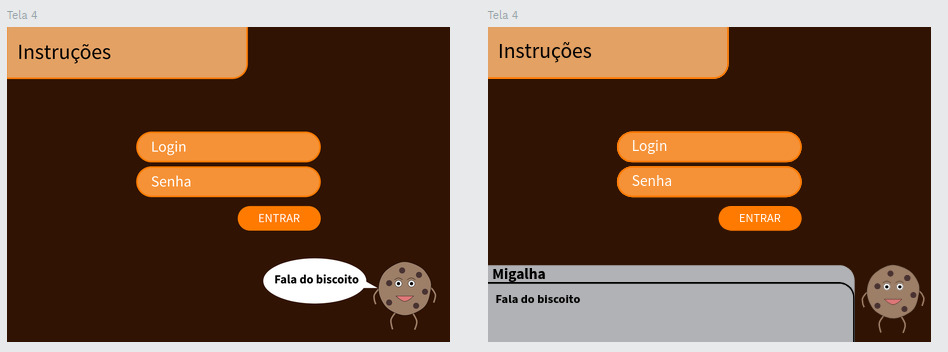 Tela 4
Instruções
Login
Senha
ENTRAR
Fala do biscoito
Tela 4
Instruções
Login
Senha
ENTRAR
Migalha
Fala do biscoito